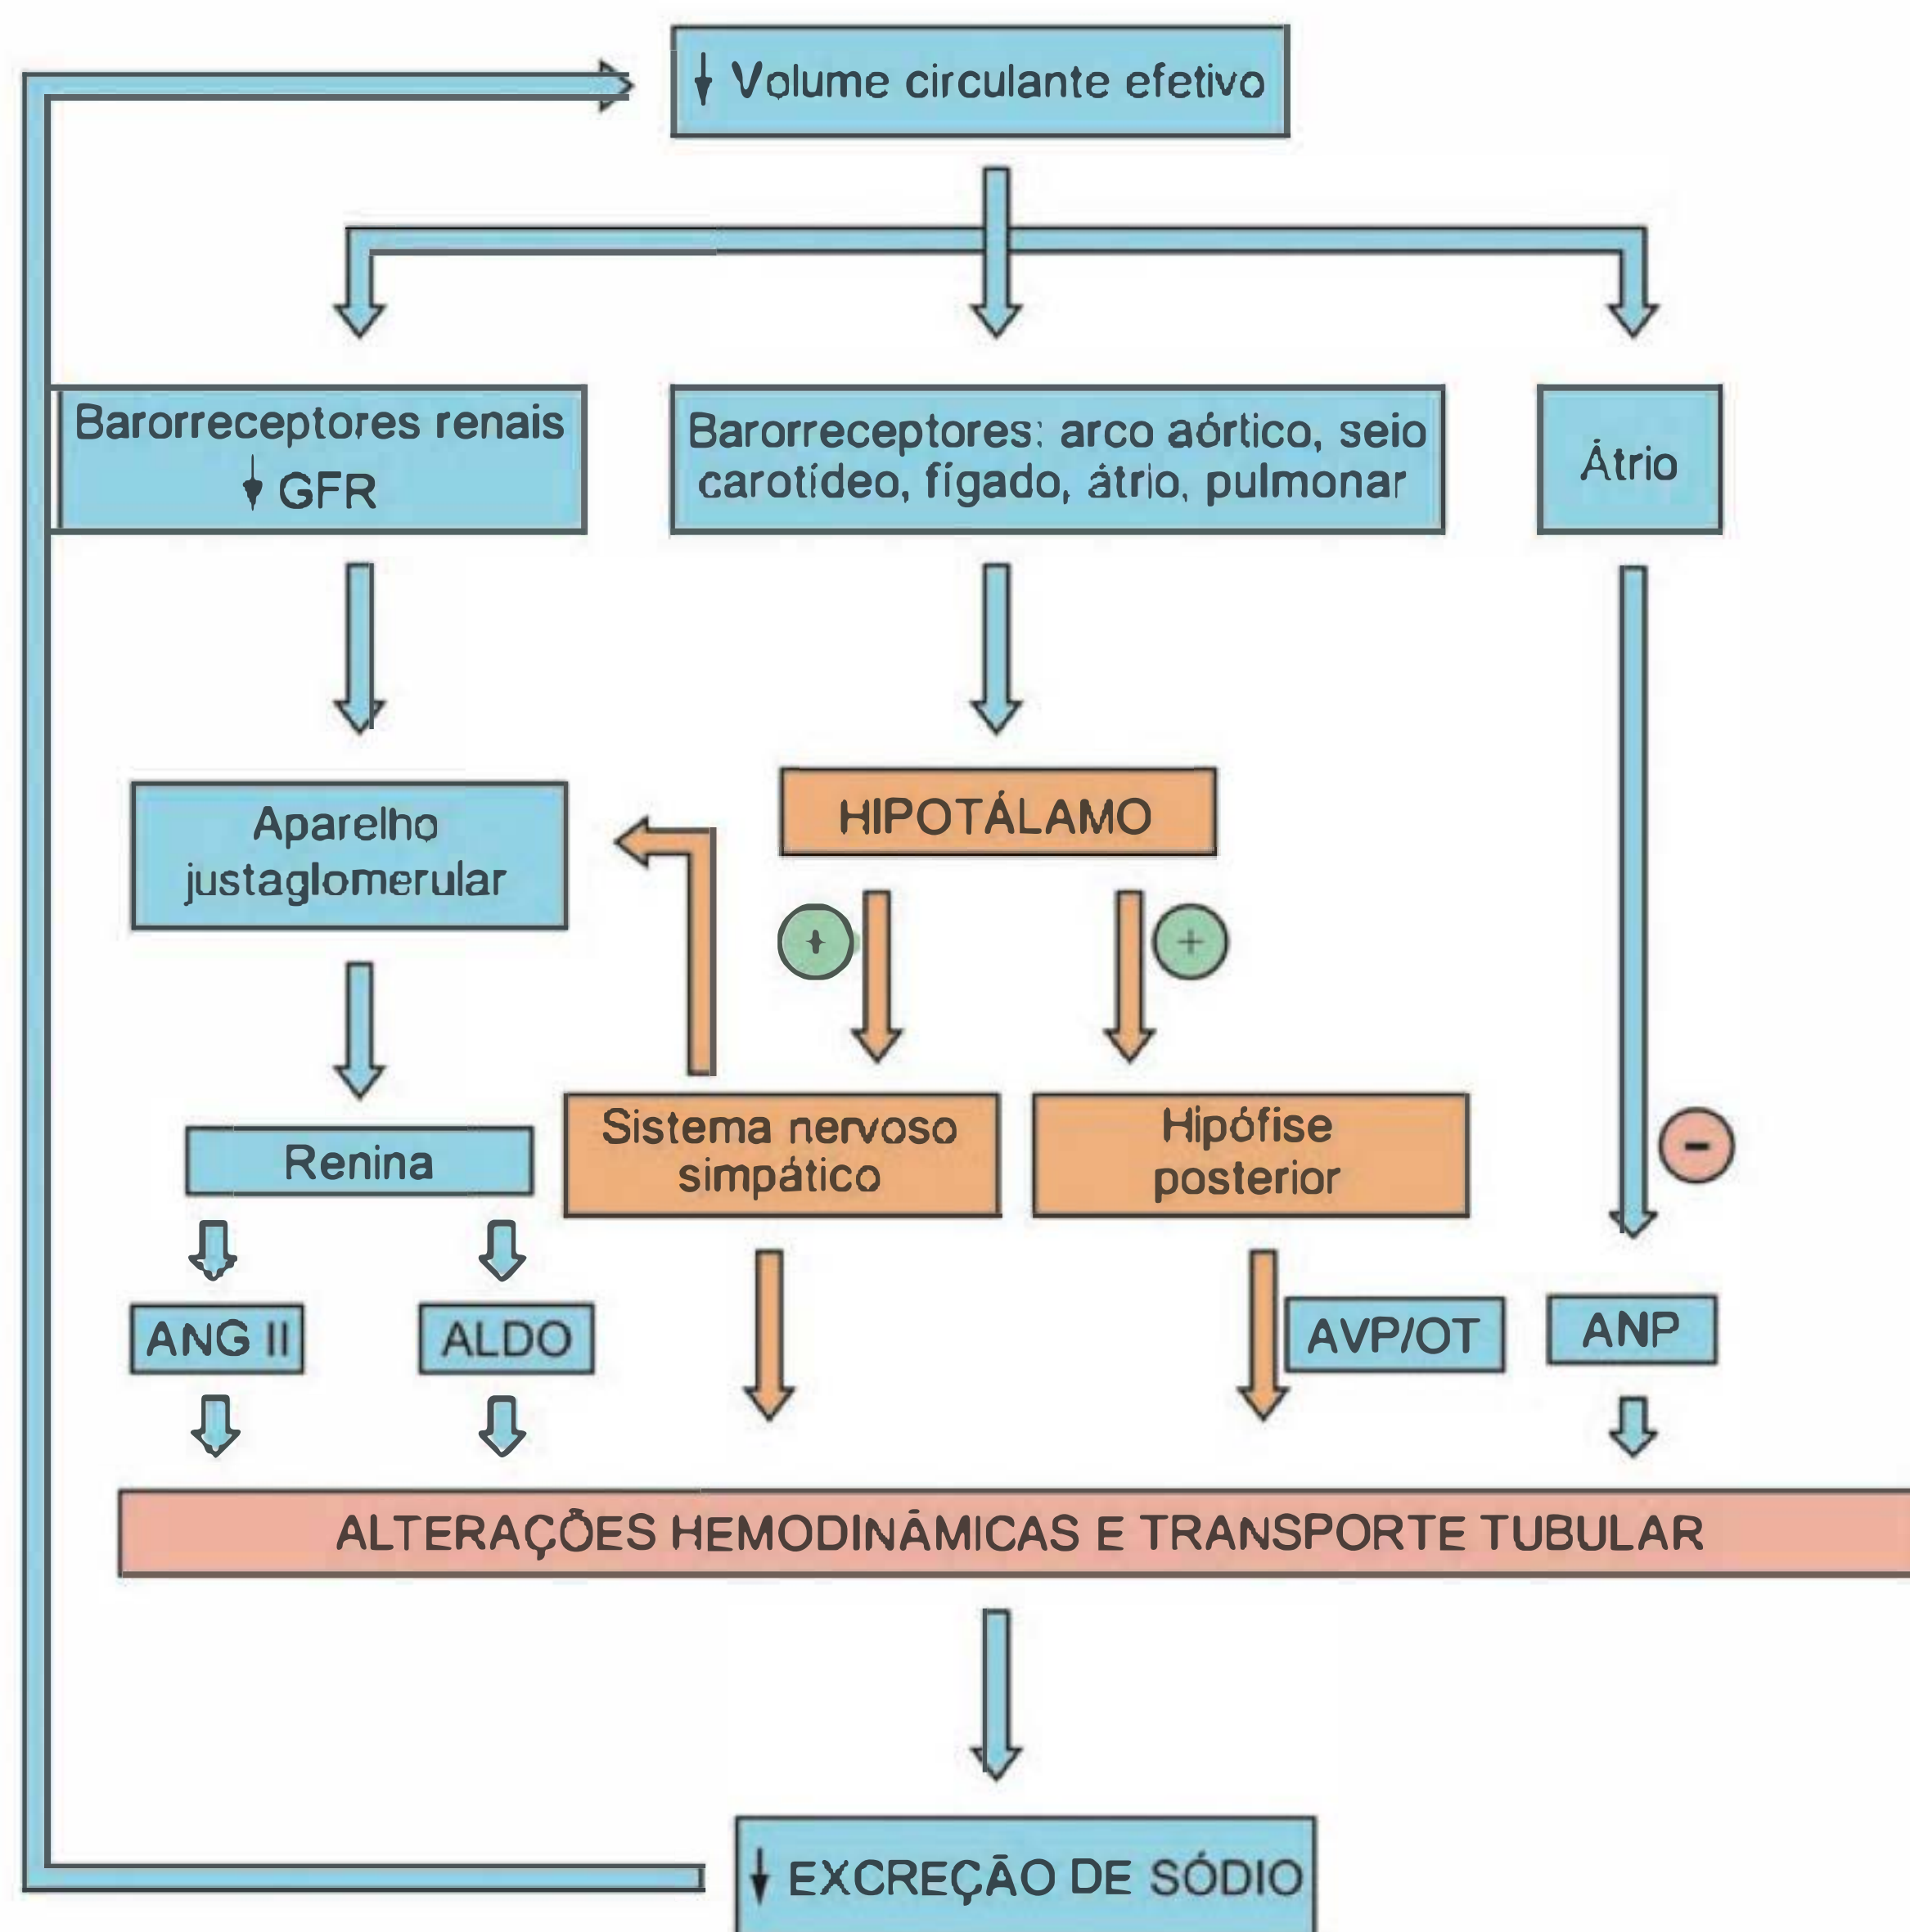 ↓ Volume circulante efetivo
Barorreceptores renais
↓ GFR
Barorreceptores: arco aórtico, seio
carotídeo, fígado, átrio, pulmonar
Átrio
Aparelho
justaglomerular
HIPOTÁLAMO
+
+
Renina
Sistema nervoso
simpático
Hipófise
posterior
-
ANG II
ALDO
AVP/OT
ANP
ALTERAÇÕES HEMODINÂMICAS E TRANSPORTE TUBULAR
↓ EXCREÇÃO DE SÓDIO